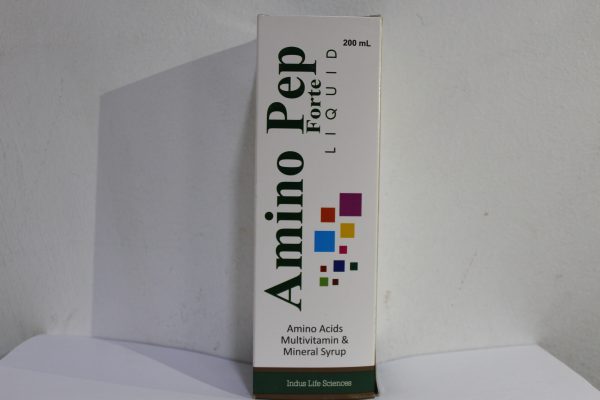 200 mL
Amino Pep
Forte
LIQUID
Amino Acids
Multivitamin &
Mineral Syrup
Indus Life Sciences